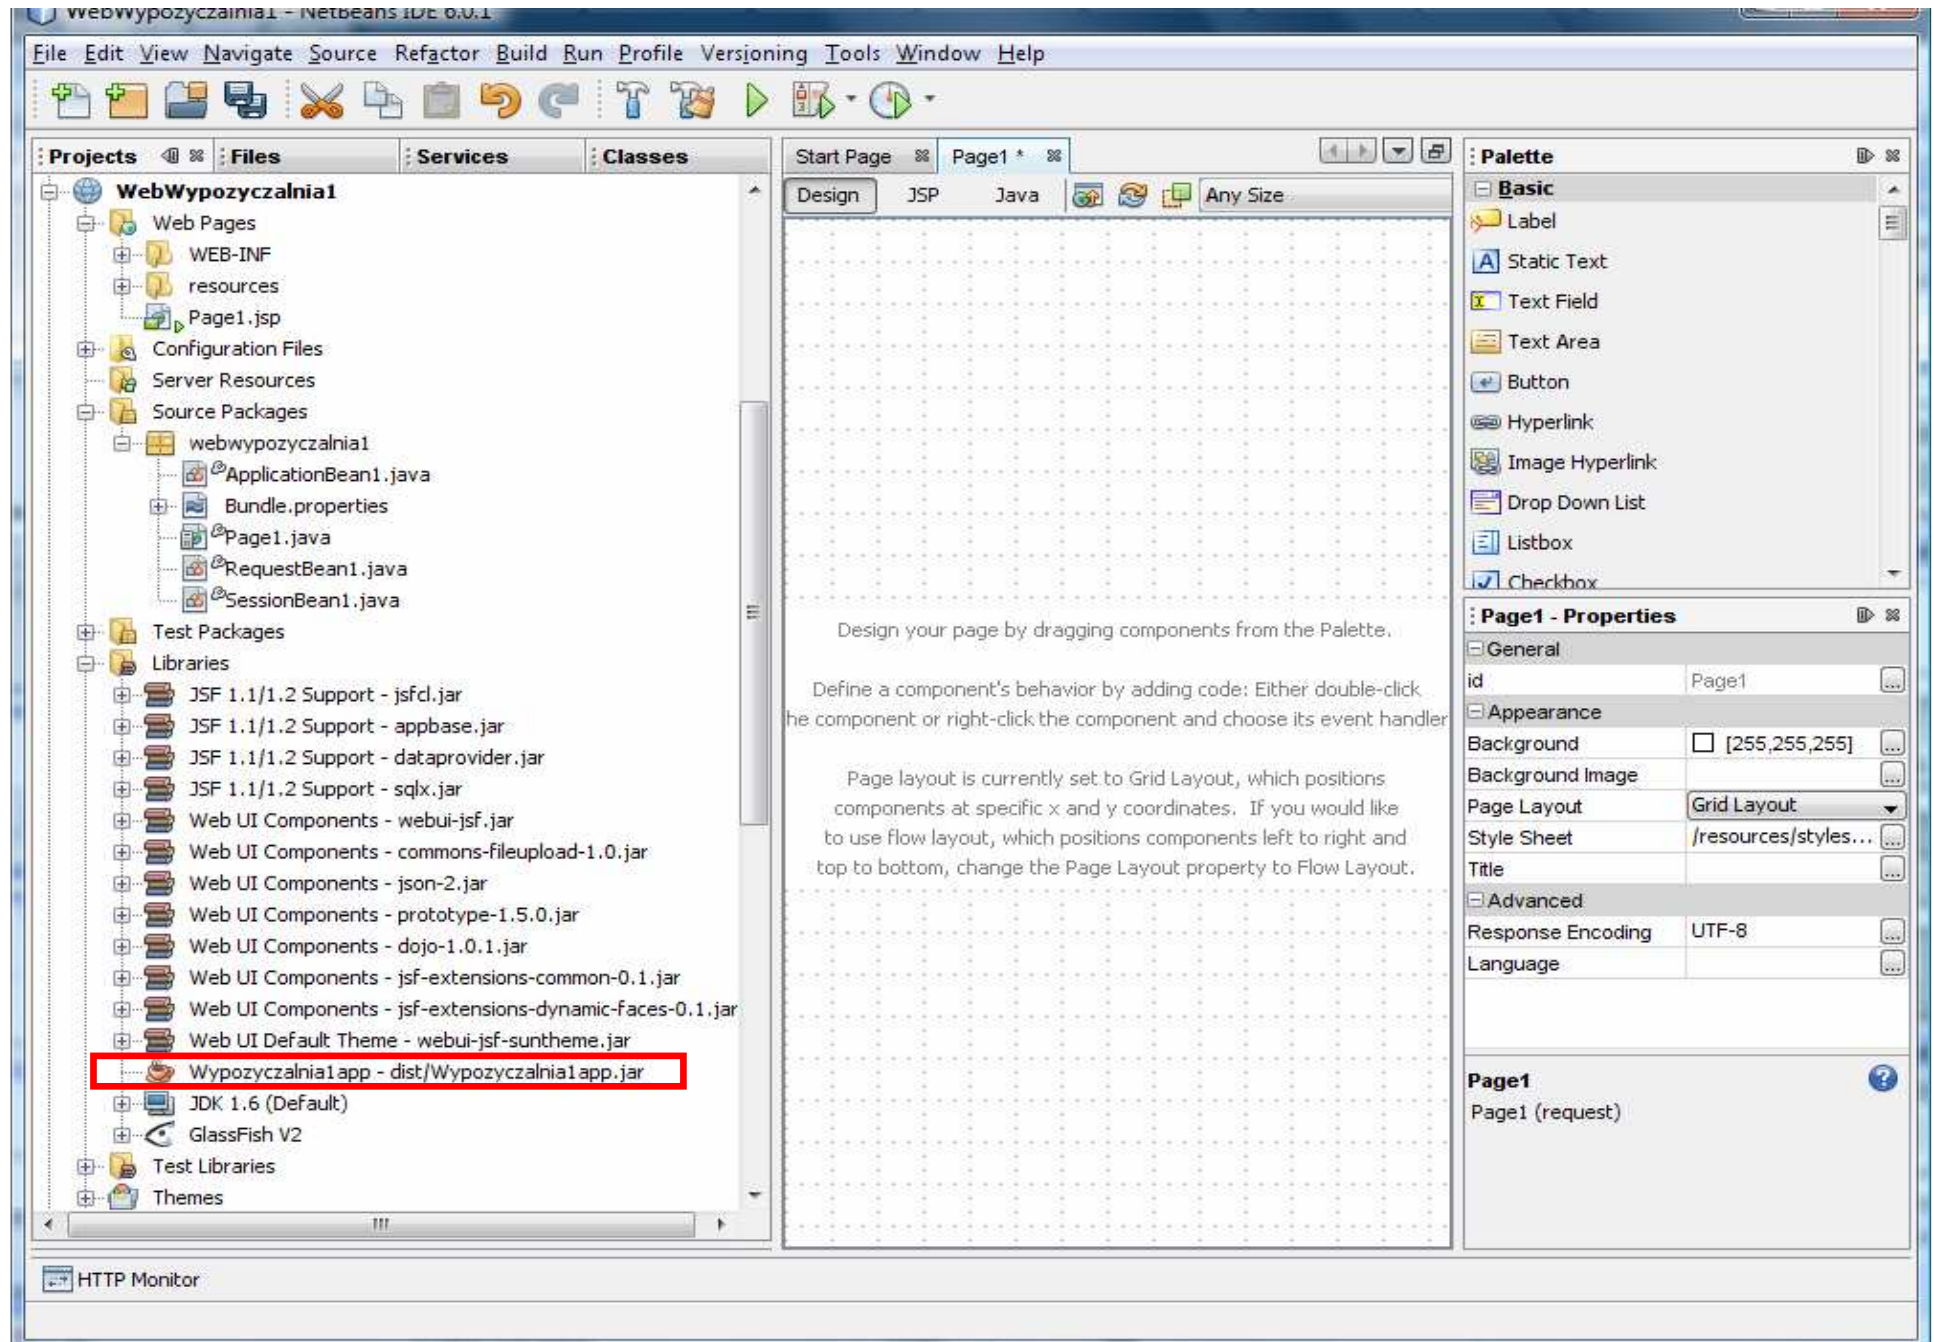 WebWypozyczalnia1 - NetBeans IDE 6.0.1
File Edit View Navigate Source Refactor Build Run Profile Versioning Tools Window Help
Projects
Files
Services
Classes
WebWypozyczalnia1
Web Pages
WEB-INF
resources
Page1.jsp
Configuration Files
Server Resources
Source Packages
webwypozyczalnia1
ApplicationBean1.java
Bundle.properties
Page1.java
RequestBean1.java
SessionBean1.java
Test Packages
Libraries
JSF 1.1/1.2 Support - jsfcl.jar
JSF 1.1/1.2 Support - appbase.jar
JSF 1.1/1.2 Support - dataprovider.jar
JSF 1.1/1.2 Support - sqlx.jar
Web UI Components - webui-jsf.jar
Web UI Components - commons-fileupload-1.0.jar
Web UI Components - json-2.jar
Web UI Components - prototype-1.5.0.jar
Web UI Components - dojo-1.0.1.jar
Web UI Components - jsf-extensions-common-0.1.jar
Web UI Components - jsf-extensions-dynamic-faces-0.1.jar
Web UI Default Theme - webui-jsf-suntheme.jar
Wypozyczalnia1app - dist/Wypozyczalnia1app.jar
JDK 1.6 (Default)
GlassFish V2
Test Libraries
Themes
Start Page
Page1 *
Design JSP Java Any Size
Design your page by dragging components from the Palette.
Define a component's behavior by adding code: Either double-click
he component or right-click the component and choose its event handler
Page layout is currently set to Grid Layout, which positions
components at specific x and y coordinates. If you would like
to use flow layout, which positions components left to right and
top to bottom, change the Page Layout property to Flow Layout.
Palette
Basic
Label
Static Text
Text Field
Text Area
Button
Hyperlink
Image Hyperlink
Drop Down List
Listbox
Checkbox
Page1 - Properties
General
id Page1 ...
Appearance
Background [255,255,255] ...
Background Image ...
Page Layout Grid Layout
Style Sheet /resources/styles... ...
Title ...
Advanced
Response Encoding UTF-8 ...
Language ...
Page1
Page1 (request)
HTTP Monitor